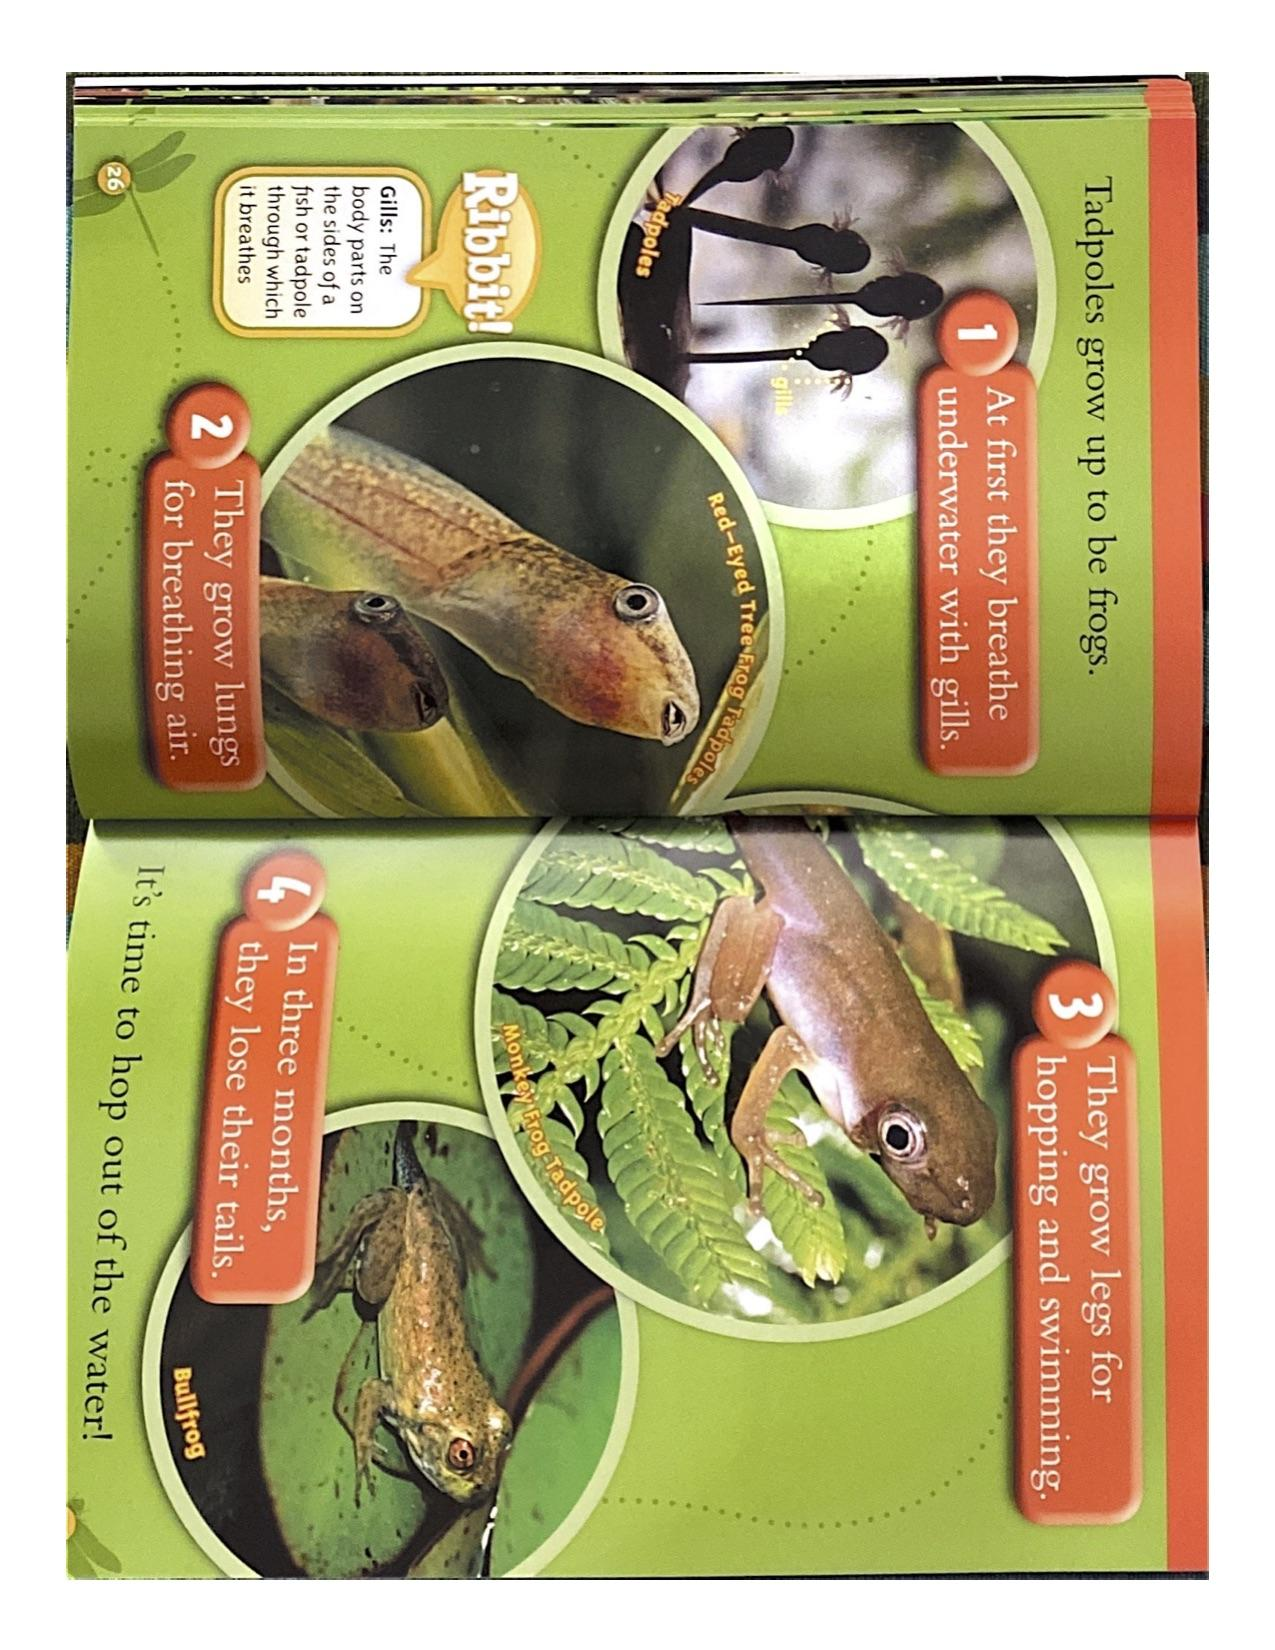 Tadpoles grow up to be frogs.
1
At first they breathe
underwater with gills.
Tadpoles
gills
Ribbit!
Gills: The
body parts on
the sides of a
fish or tadpole
through which
it breathes
Red-Eyed Tree Frog Tadpoles
2
They grow lungs
for breathing air.
26
3
They grow legs for
hopping and swimming.
Monkey Frog Tadpole
4
In three months,
they lose their tails.
Bullfrog
It's time to hop out of the water!